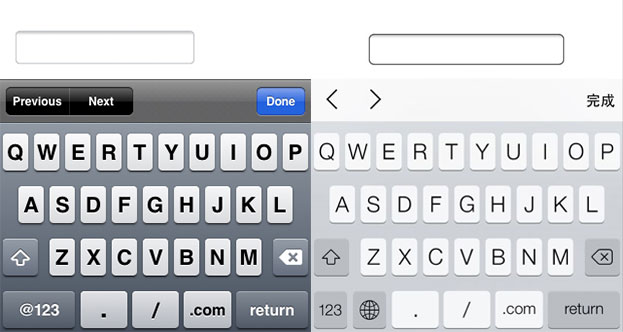 Previous Next Done
Q W E R T Y U I O P
A S D F G H J K L
Z X C V B N M
@123 . / .com return
完成
Q W E R T Y U I O P
A S D F G H J K L
Z X C V B N M
123 . / .com return